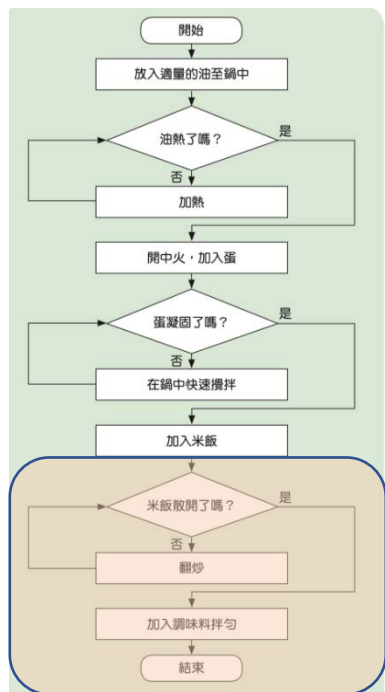 開始
放入適量的油至鍋中
油熱了嗎？
是
否
加熱
開中火，加入蛋
蛋凝固了嗎？
是
否
在鍋中快速攪拌
加入米飯
米飯散開了嗎？
是
否
翻炒
加入調味料拌勻
結束